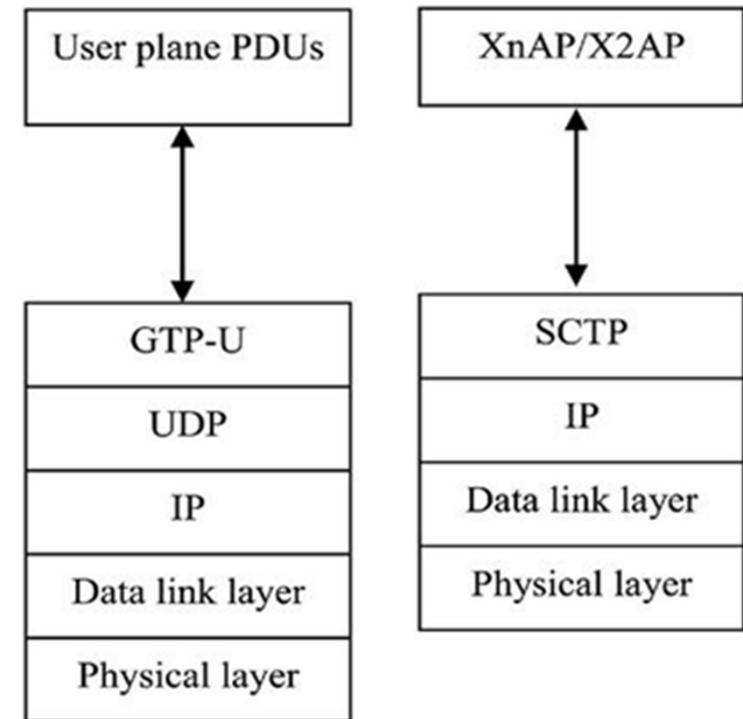 User plane PDUs
GTP-U
UDP
IP
Data link layer
Physical layer
XnAP/X2AP
SCTP
IP
Data link layer
Physical layer